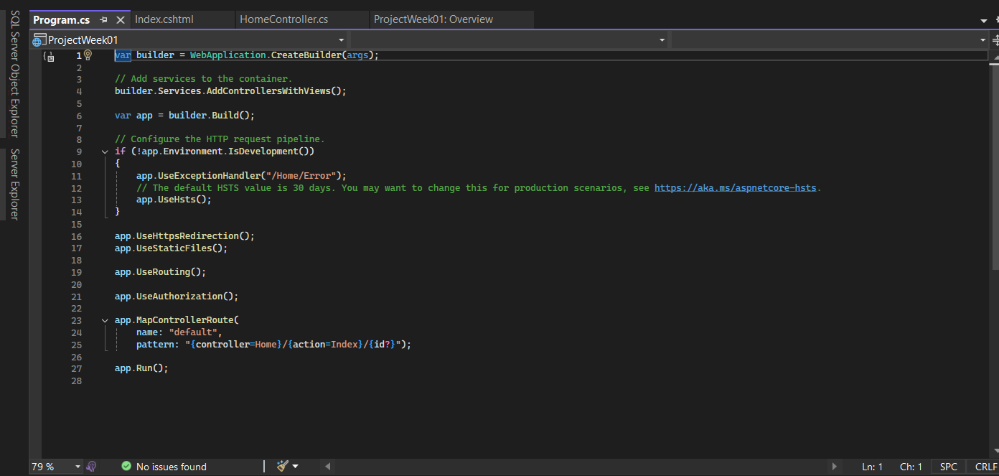 SQL Server Object Explorer
Server Explorer
Program.cs Index.cshtml HomeController.cs ProjectWeek01: Overview
ProjectWeek01
1 var builder = WebApplication.CreateBuilder(args);
2
3 // Add services to the container.
4 builder.Services.AddControllersWithViews();
5
6 var app = builder.Build();
7
8 // Configure the HTTP request pipeline.
9 if (!app.Environment.IsDevelopment())
10 {
11 app.UseExceptionHandler("/Home/Error");
12 // The default HSTS value is 30 days. You may want to change this for production scenarios, see https://aka.ms/aspnetcore-hsts.
13 app.UseHsts();
14 }
15
16 app.UseHttpsRedirection();
17 app.UseStaticFiles();
18
19 app.UseRouting();
20
21 app.UseAuthorization();
22
23 app.MapControllerRoute(
24 name: "default",
25 pattern: "{controller=Home}/{action=Index}/{id?}");
26
27 app.Run();
28
79 % No issues found Ln: 1 Ch: 1 SPC CRLF